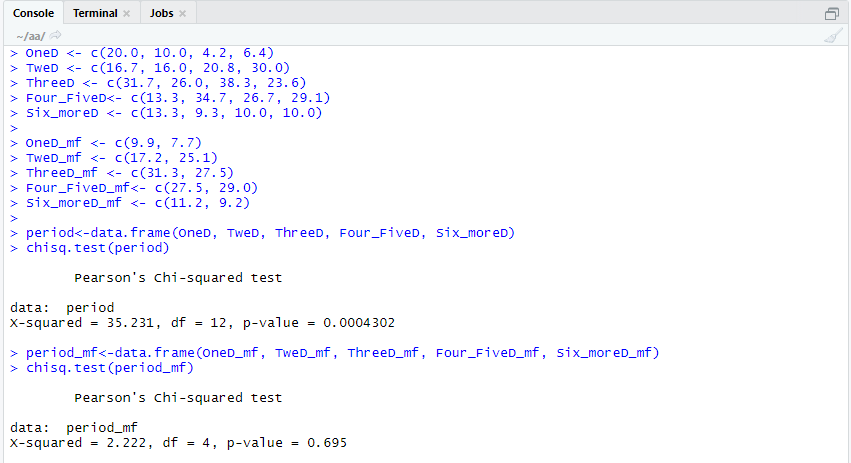 Console Terminal × Jobs ×
~/aa/
> OneD <- c(20.0, 10.0, 4.2, 6.4)
> TweD <- c(16.7, 16.0, 20.8, 30.0)
> ThreeD <- c(31.7, 26.0, 38.3, 23.6)
> Four_FiveD<- c(13.3, 34.7, 26.7, 29.1)
> Six_moreD <- c(13.3, 9.3, 10.0, 10.0)
>
> OneD_mf <- c(9.9, 7.7)
> TweD_mf <- c(17.2, 25.1)
> ThreeD_mf <- c(31.3, 27.5)
> Four_FiveD_mf<- c(27.5, 29.0)
> Six_moreD_mf <- c(11.2, 9.2)
>
> period<-data.frame(OneD, TweD, ThreeD, Four_FiveD, Six_moreD)
> chisq.test(period)
Pearson's Chi-squared test
data:  period
X-squared = 35.231, df = 12, p-value = 0.0004302
> period_mf<-data.frame(OneD_mf, TweD_mf, ThreeD_mf, Four_FiveD_mf, Six_moreD_mf)
> chisq.test(period_mf)
Pearson's Chi-squared test
data:  period_mf
X-squared = 2.222, df = 4, p-value = 0.695